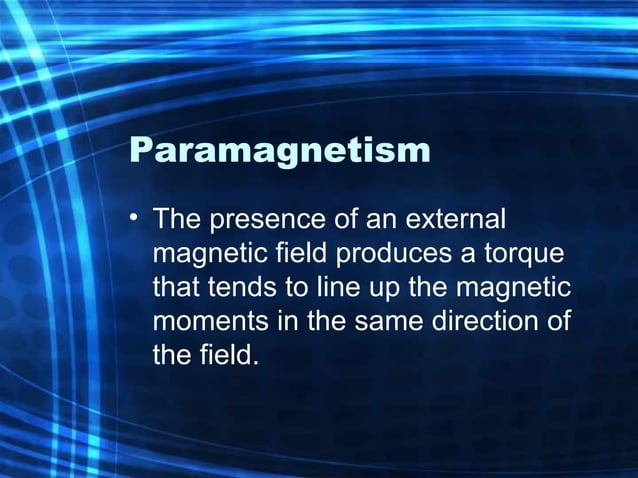 Paramagnetism
• The presence of an external
magnetic field produces a torque
that tends to line up the magnetic
moments in the same direction of
the field.